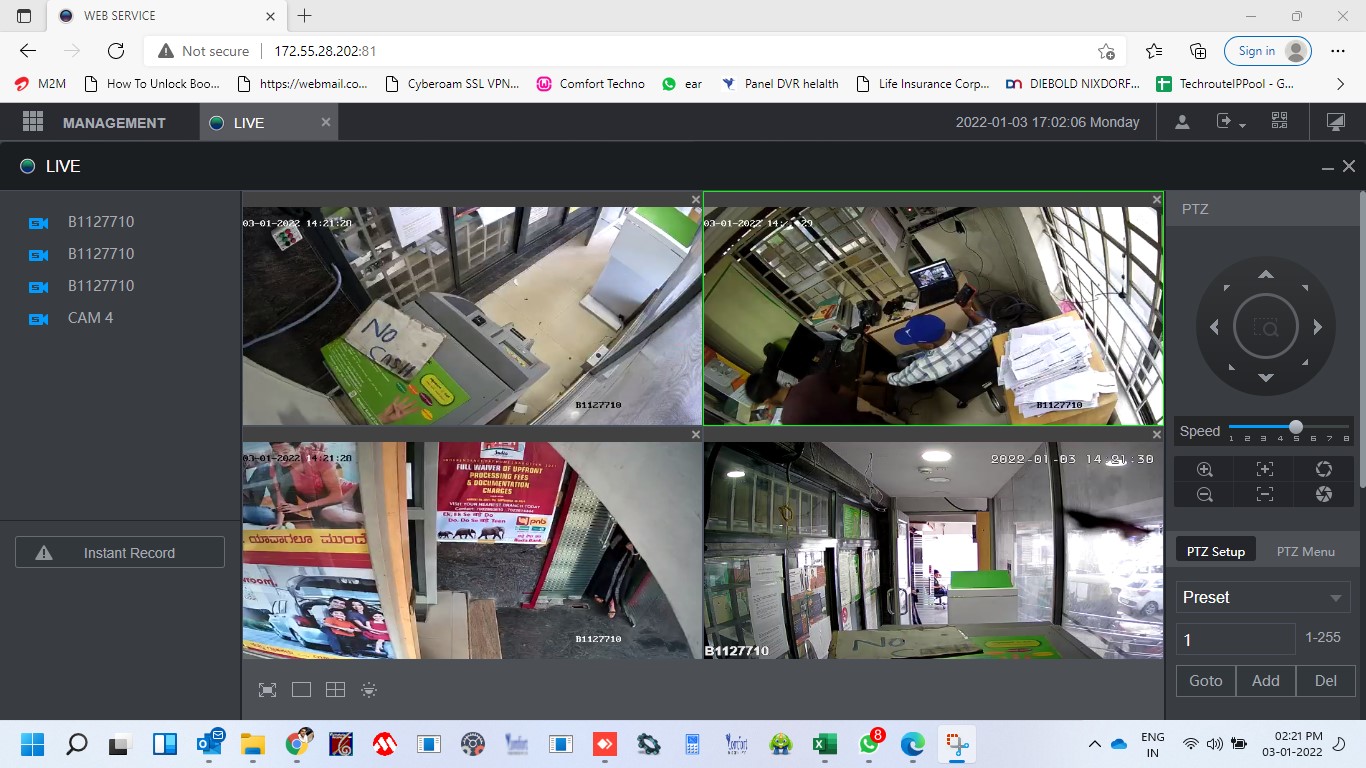 WEB SERVICE
Not secure
172.55.28.202:81
Sign in
M2M
How To Unlock Boo...
https://webmail.co...
Cyberoam SSL VPN...
Comfort Techno
ear
Panel DVR helalth
Life Insurance Corp...
DIEBOLD NIXDORF...
TechrouteIPPool - G...
MANAGEMENT
LIVE
2022-01-03 17:02:06 Monday
LIVE
B1127710
B1127710
B1127710
CAM 4
Instant Record
03-01-2022 14:21:28
NO
CASH
B1127710
03-01-2022 14:
B1127710
03-01-2022 14:21:28
ಯಾವಾಗಲೂ ಮುಂದೆ
FULL WAIVER OF UPFRONT
PROCESSING FEES
& DOCUMENTATION
CHARGES
pnb
B1127710
2022-01-03 14:21:30
NO
B1127710
PTZ
Speed
1 2 3 4 5 6 7 8
PTZ Setup
PTZ Menu
Preset
1
1-255
Goto
Add
Del
8
ENG
IN
02:21 PM
03-01-2022